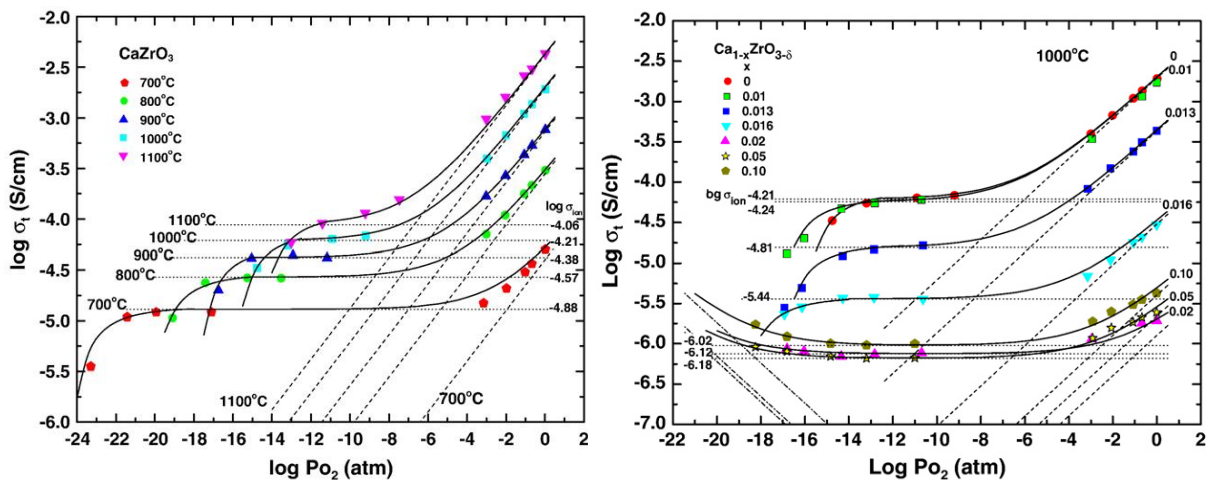 CaZrO₃
700°C
800°C
900°C
1000°C
1100°C
log σt (S/cm)
-2.0
-2.5
-3.0
-3.5
-4.0
-4.5
-5.0
-5.5
-6.0
1100°C
1000°C
900°C
800°C
700°C
log σion
-4.06
-4.21
-4.38
-4.57
-4.88
1100°C
700°C
-24 -22 -20 -18 -16 -14 -12 -10 -8 -6 -4 -2 0 2
log Po₂ (atm)
Ca1-xZrO3-δ
x
0
0.01
0.013
0.016
0.02
0.05
0.10
1000°C
0
0.01
0.013
0.016
0.10
0.05
0.02
Log σt (S/cm)
-2.0
-2.5
-3.0
-3.5
-4.0
-4.5
-5.0
-5.5
-6.0
-6.5
-7.0
bg σion
-4.21
-4.24
-4.81
-5.44
-6.02
-6.12
-6.18
-22 -20 -18 -16 -14 -12 -10 -8 -6 -4 -2 0 2
Log Po₂ (atm)